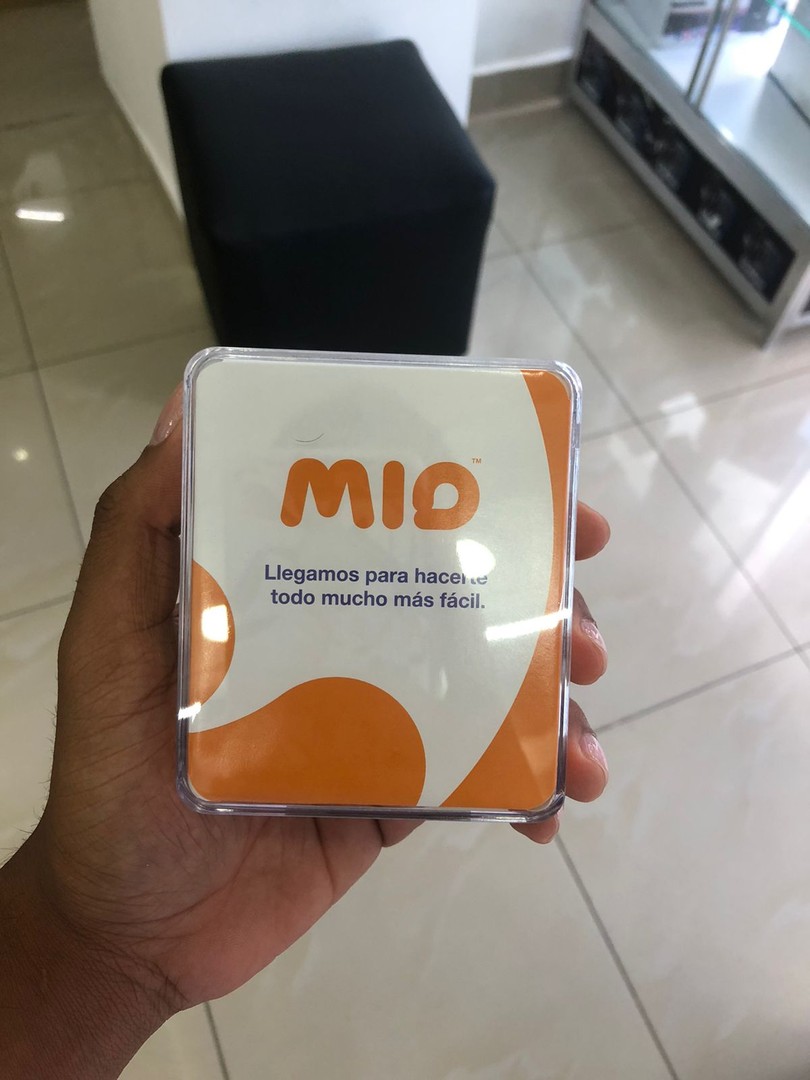 MIO™
Llegamos para hacerte
todo mucho más fácil.